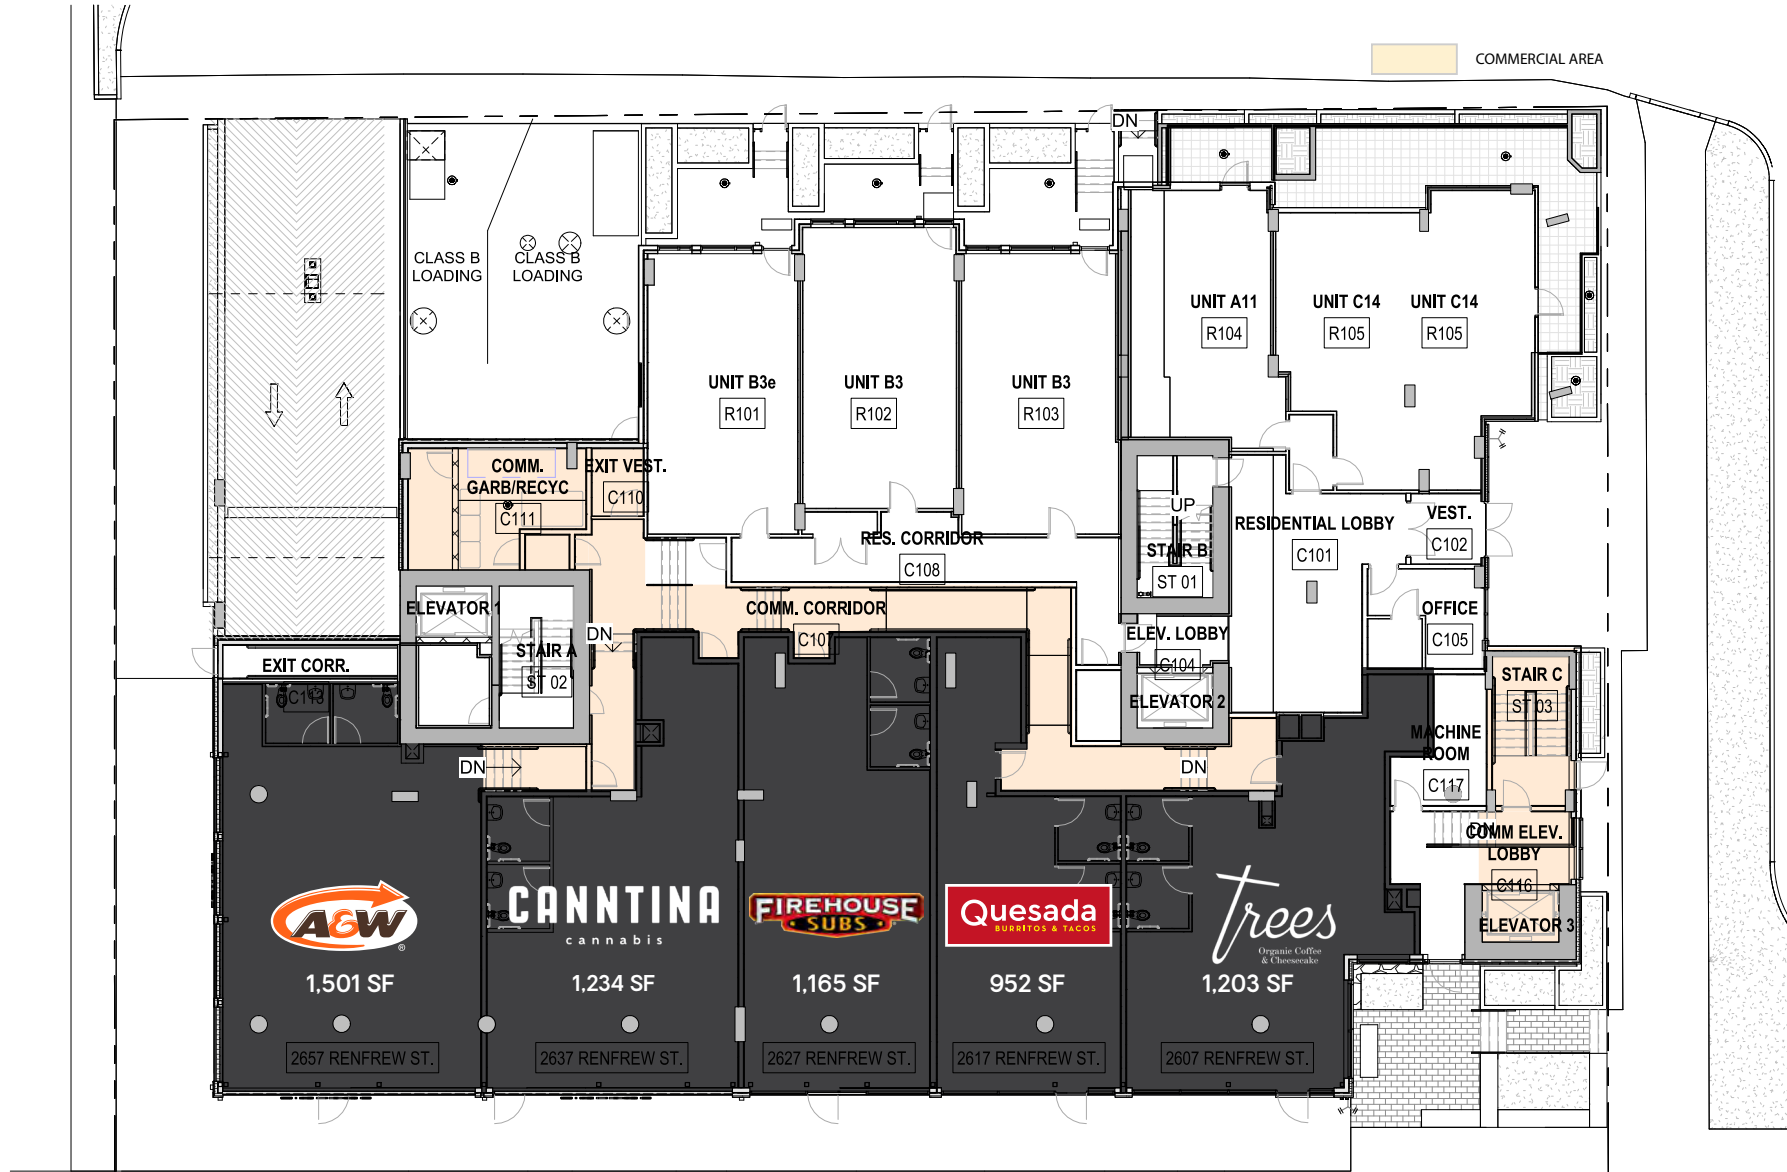 COMMERCIAL AREA
DN
CLASS B
LOADING
CLASS B
LOADING
UNIT A11
R104
UNIT C14
R105
UNIT C14
R105
UNIT B3e
R101
UNIT B3
R102
UNIT B3
R103
COMM.
GARB/RECYC
C111
EXIT VEST.
C110
UP
STAIR B
ST 01
RESIDENTIAL LOBBY
C101
VEST.
C102
RES. CORRIDOR
C108
ELEVATOR 1
COMM. CORRIDOR
C107
DN
STAIR A
ST 02
ELEV. LOBBY
C104
OFFICE
C105
EXIT CORR.
C113
ELEVATOR 2
STAIR C
ST 03
MACHINE
ROOM
C117
DN
DN
DN
COMM ELEV.
LOBBY
C116
ELEVATOR 3
A&W
®
1,501 SF
2657 RENFREW ST.
CANNTINA
cannabis
1,234 SF
2637 RENFREW ST.
FIREHOUSE
SUBS
1,165 SF
2627 RENFREW ST.
Quesada
BURRITOS & TACOS
952 SF
2617 RENFREW ST.
Trees
Organic Coffee
& Cheesecake
1,203 SF
2607 RENFREW ST.